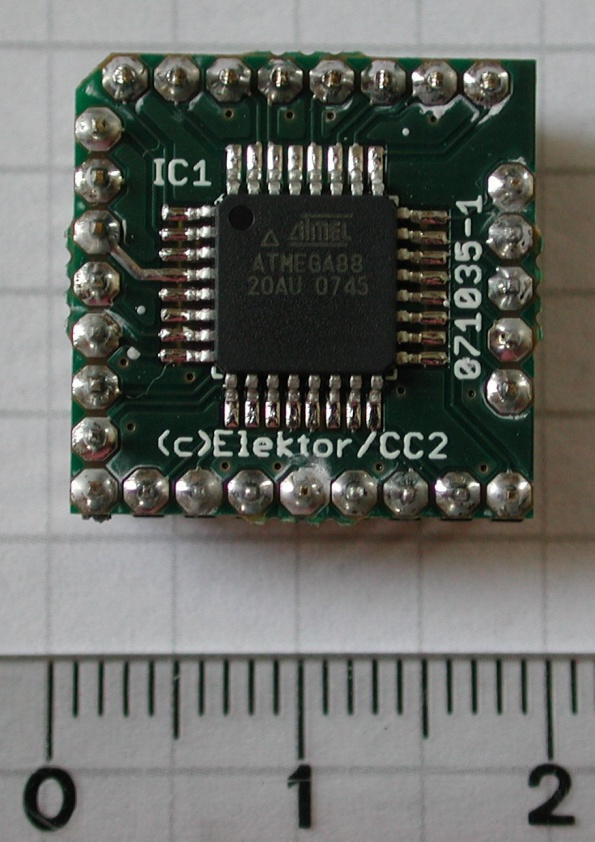 IC1
ATMEL
ATMEGA88
20AU 0745
071035-1
(c)Elektor/CC2
0 1 2